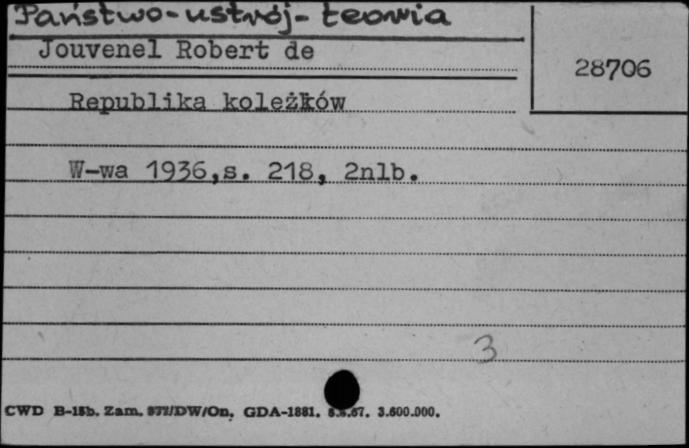 Państwo-ustrój-teoria
Jouvenel Robert de
28706
Republika koleżków
W-wa 1936,s. 218, 2nlb.
3
CWD B-15b. Zam. /DW/On. GDA-1881. 67. 3.600.000.